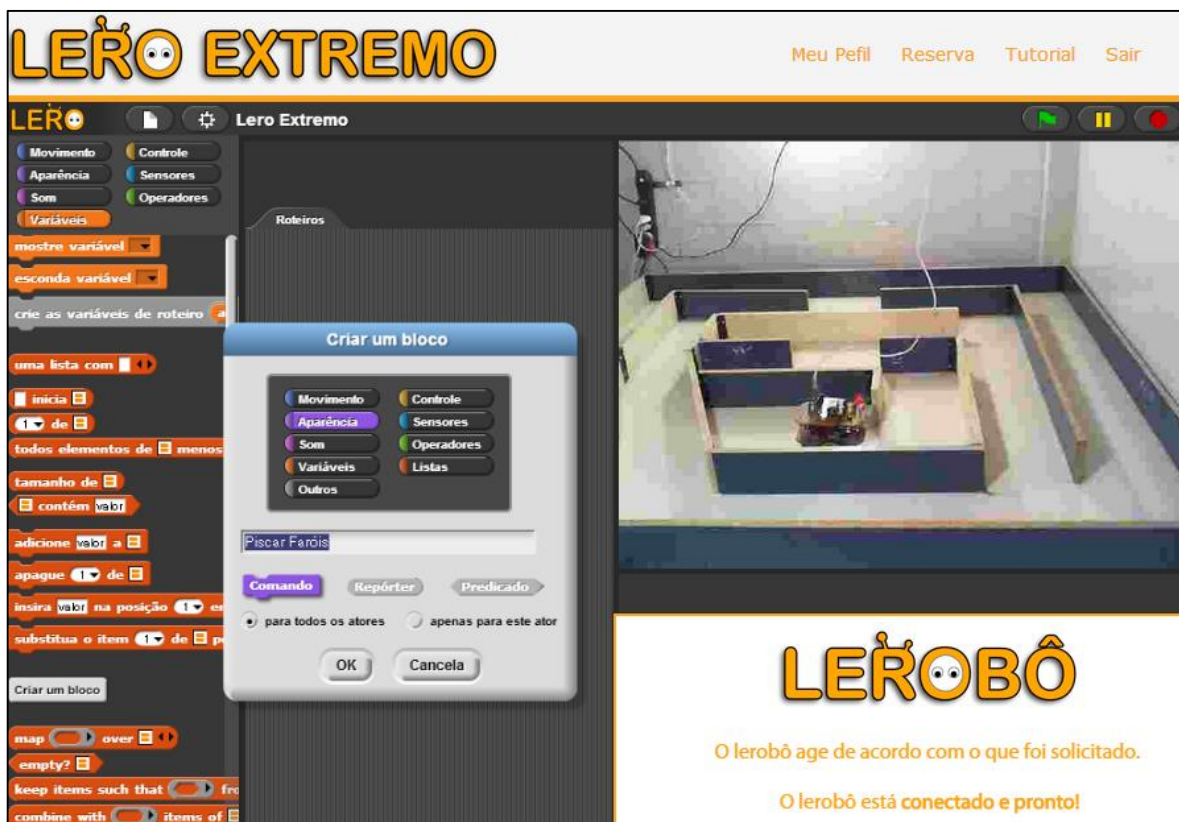 LERO EXTREMO
Meu Pefil Reserva Tutorial Sair
LERO Lero Extremo
Movimento Controle
Aparência Sensores
Som Operadores
Variáveis
Roteiros
mostre variável
esconda variável
crie as variáveis de roteiro a
uma lista com
inicia
1 de
todos elementos de menos
tamanho de
contém valor
adicione valor a
apague 1 de
insira valor na posição 1 e
substitua o item 1 de p
Criar um bloco
map over
empty?
keep items such that fr
combine with items of
Criar um bloco
Movimento Controle
Aparência Sensores
Som Operadores
Variáveis Listas
Outros
Piscar Faróis
Comando Repórter Predicado
para todos os atores apenas para este ator
OK Cancela
LEROBÔ
O lerobô age de acordo com o que foi solicitado.
O lerobô está conectado e pronto!